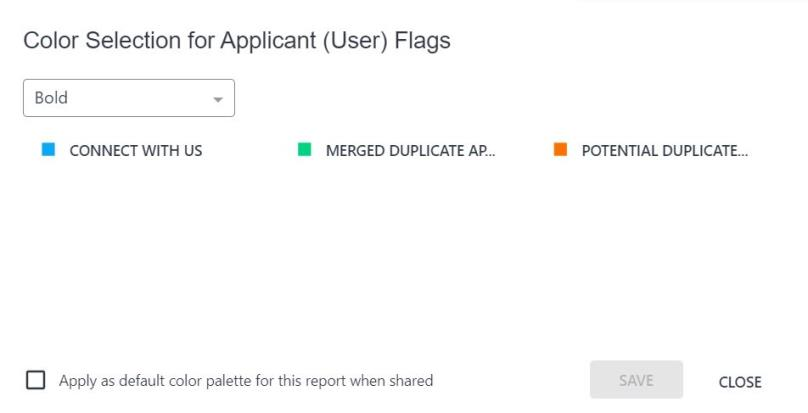 Color Selection for Applicant (User) Flags
Bold
CONNECT WITH US
MERGED DUPLICATE AP...
POTENTIAL DUPLICATE...
Apply as default color palette for this report when shared
SAVE
CLOSE